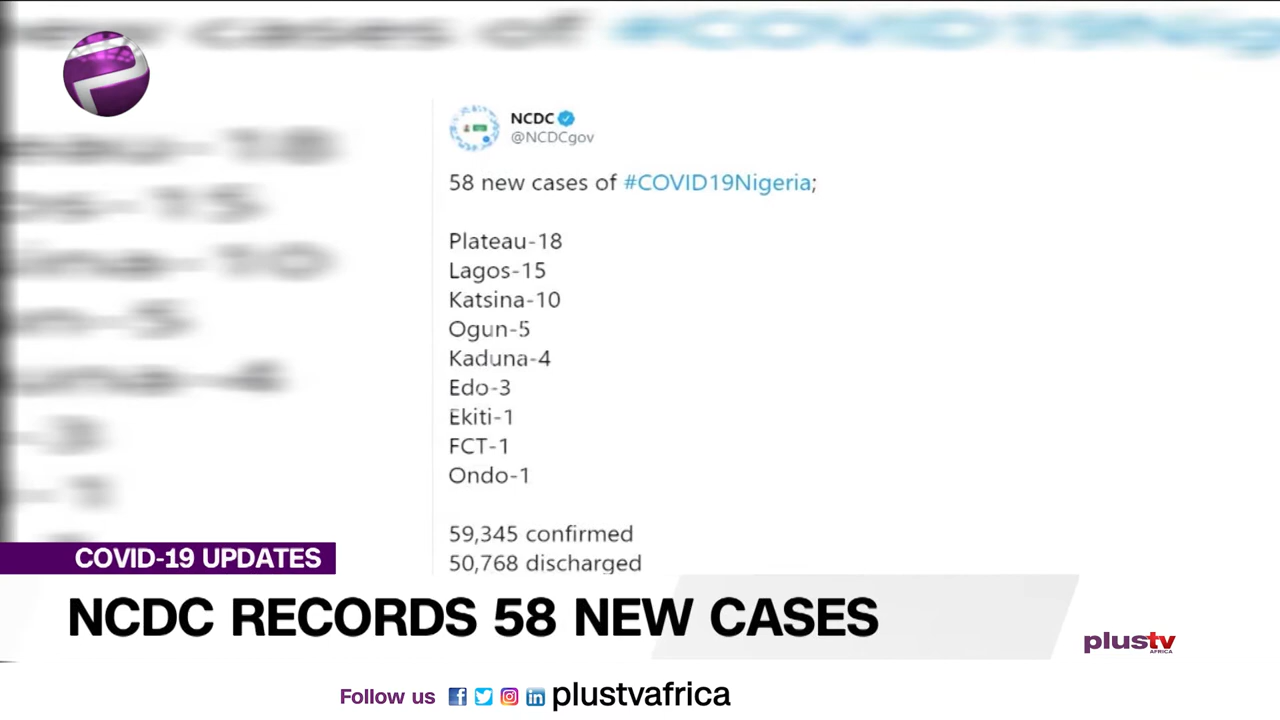 NCDC
@NCDCgov
58 new cases of #COVID19Nigeria;
Plateau-18
Lagos-15
Katsina-10
Ogun-5
Kaduna-4
Edo-3
Ekiti-1
FCT-1
Ondo-1
59,345 confirmed
50,768 discharged
COVID-19 UPDATES
NCDC RECORDS 58 NEW CASES
plustv
AFRICA
Follow us plustvafrica